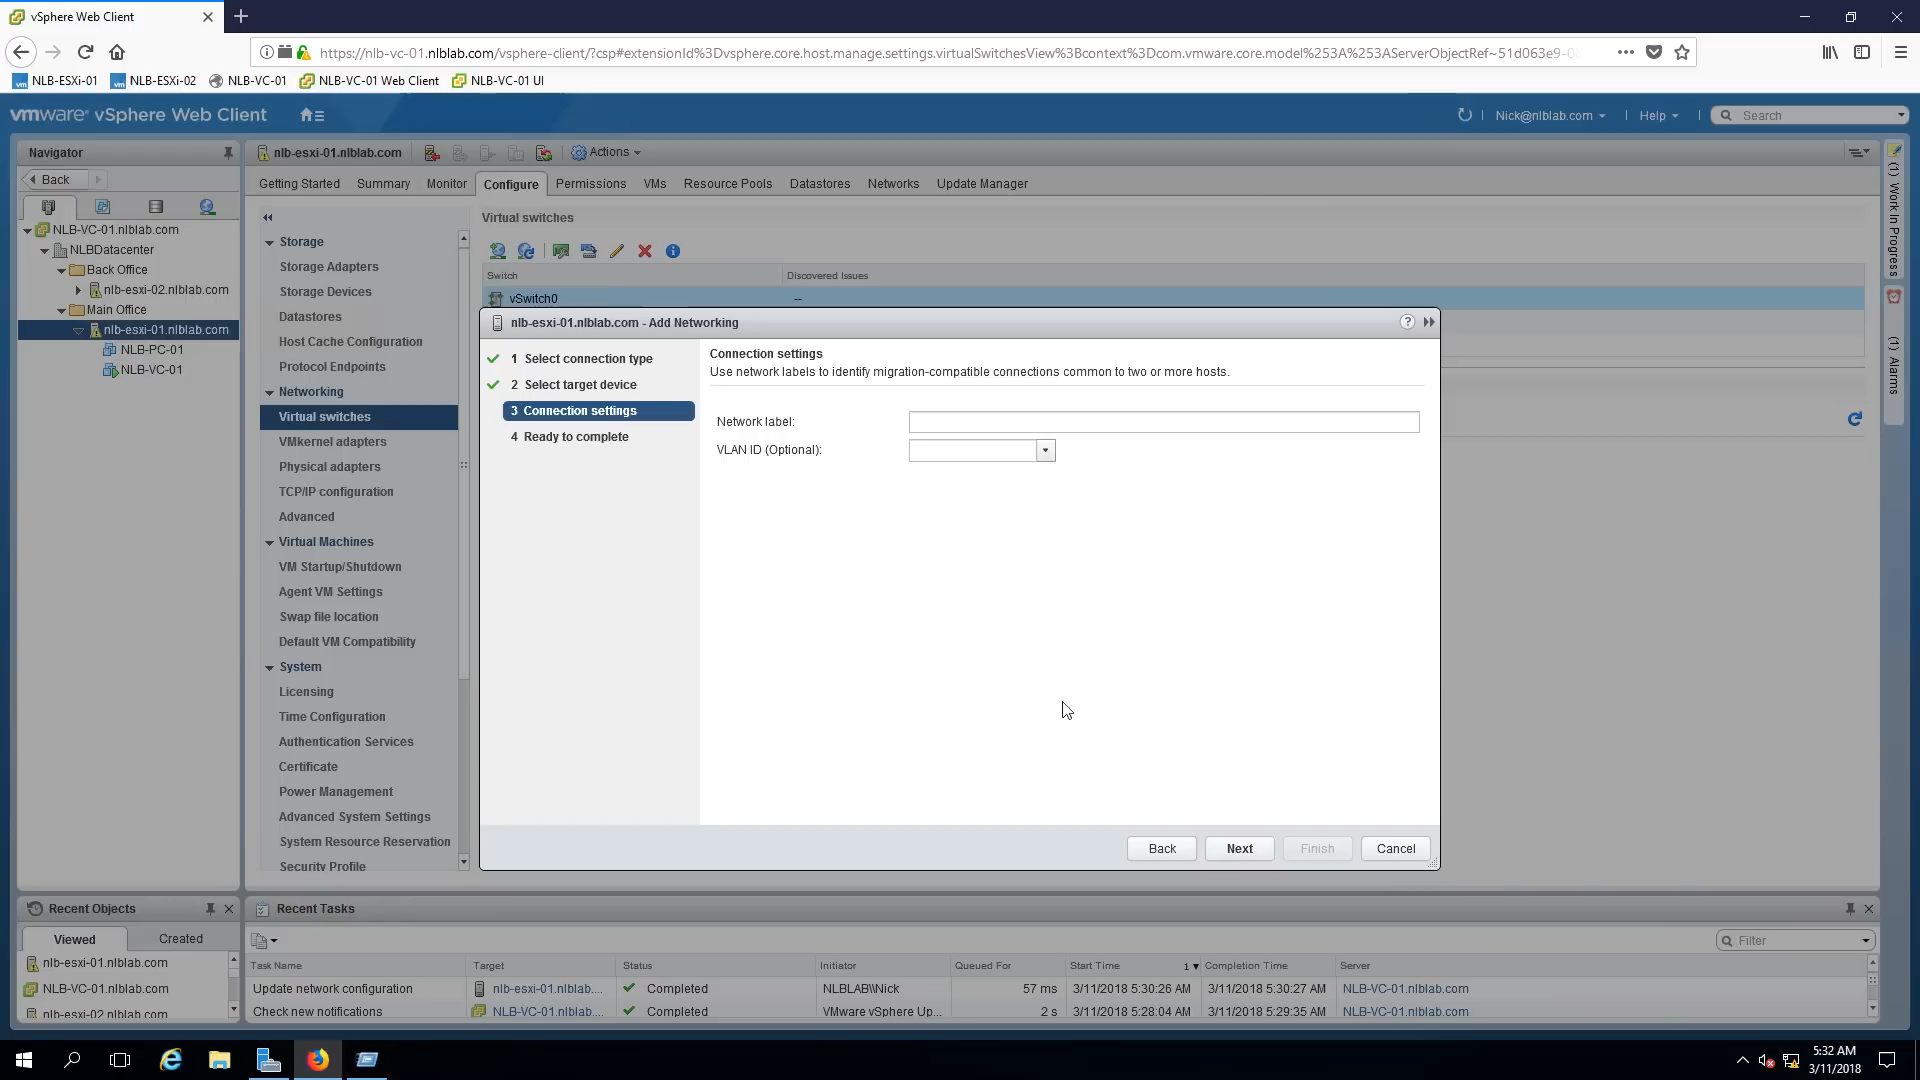 vSphere Web Client
https://nlb-vc-01.nlblab.com/vsphere-client/?csp#extensionId%3Dvsphere.core.host.manage.settings.virtualSwitchesView%3Bcontext%3Dcom.vmware.core.model%253A%253AServerObjectRef~51d063e9-0
NLB-ESXi-01 NLB-ESXi-02 NLB-VC-01 NLB-VC-01 Web Client NLB-VC-01 UI
vmware® vSphere Web Client
Nick@nlblab.com Help Search
Navigator
Back
NLB-VC-01.nlblab.com
NLBDatacenter
Back Office
nlb-esxi-02.nlblab.com
Main Office
nlb-esxi-01.nlblab.com
NLB-PC-01
NLB-VC-01
nlb-esxi-01.nlblab.com Actions
Getting Started Summary Monitor Configure Permissions VMs Resource Pools Datastores Networks Update Manager
Storage
Storage Adapters
Storage Devices
Datastores
Host Cache Configuration
Protocol Endpoints
Networking
Virtual switches
VMkernel adapters
Physical adapters
TCP/IP configuration
Advanced
Virtual Machines
VM Startup/Shutdown
Agent VM Settings
Swap file location
Default VM Compatibility
System
Licensing
Time Configuration
Authentication Services
Certificate
Power Management
Advanced System Settings
System Resource Reservation
Security Profile
Virtual switches
Switch Discovered Issues
vSwitch0 --
nlb-esxi-01.nlblab.com - Add Networking
1 Select connection type
2 Select target device
3 Connection settings
4 Ready to complete
Connection settings
Use network labels to identify migration-compatible connections common to two or more hosts.
Network label:
VLAN ID (Optional):
Back Next Finish Cancel
(1) Work In Progress
(1) Alarms
Recent Objects
Viewed Created
nlb-esxi-01.nlblab.com
NLB-VC-01.nlblab.com
nlb-esxi-02.nlblab.com
Recent Tasks
Filter
Task Name Target Status Initiator Queued For Start Time 1 Completion Time Server
Update network configuration nlb-esxi-01.nlblab.... Completed NLBLAB\\Nick 57 ms 3/11/2018 5:30:26 AM 3/11/2018 5:30:27 AM NLB-VC-01.nlblab.com
Check new notifications NLB-VC-01.nlblab... Completed VMware vSphere Up... 2 s 3/11/2018 5:28:04 AM 3/11/2018 5:29:35 AM NLB-VC-01.nlblab.com
5:32 AM
3/11/2018